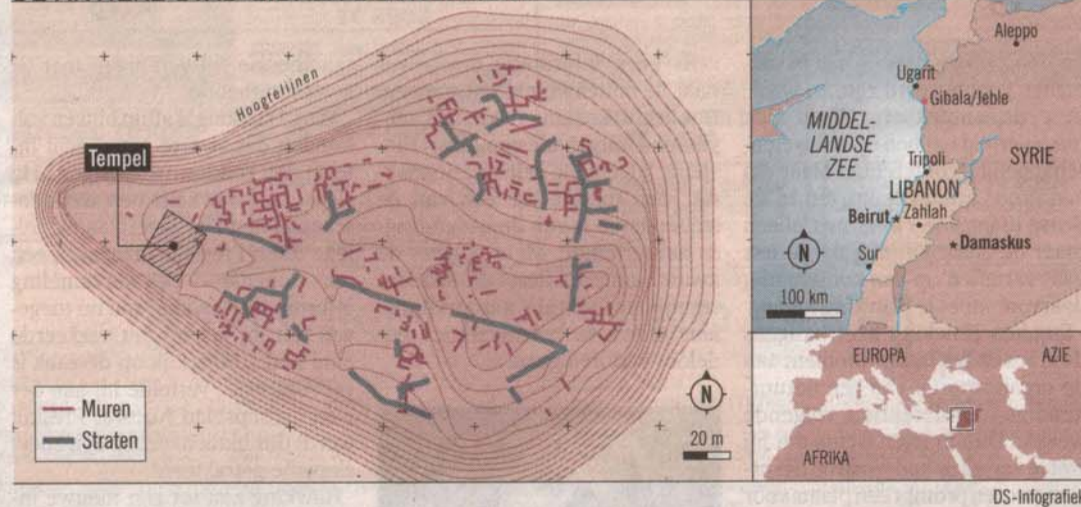 Hoogtelijnen
Tempel
Muren
Straten
N
20 m
Aleppo
Ugarit
Gibala/Jeble
MIDDEL-
LANDSE
ZEE
Tripoli
SYRIE
LIBANON
Beirut
Zahlah
Damaskus
Sur
N
100 km
EUROPA
AZIE
AFRIKA
DS-Infografiek